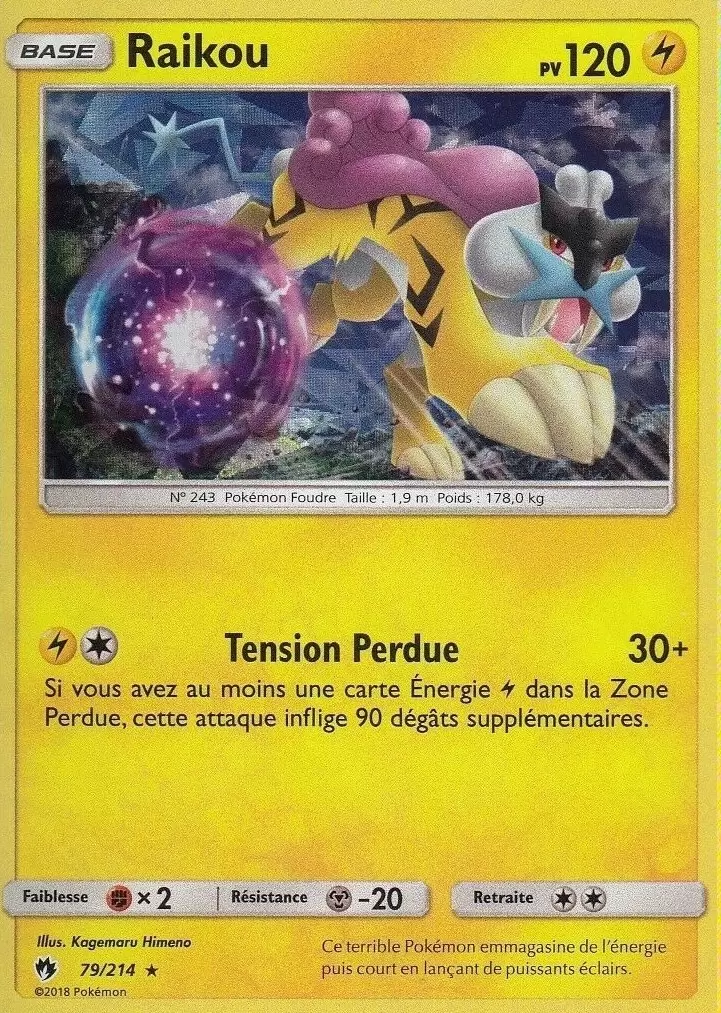 BASE Raikou PV 120
N° 243 Pokémon Foudre Taille : 1,9 m Poids : 178,0 kg
Tension Perdue 30+
Si vous avez au moins une carte Énergie dans la Zone
Perdue, cette attaque inflige 90 dégâts supplémentaires.
Faiblesse ×2 Résistance -20 Retraite
Illus. Kagemaru Himeno
79/214
©2018 Pokémon
Ce terrible Pokémon emmagasine de l'énergie
puis court en lançant de puissants éclairs.